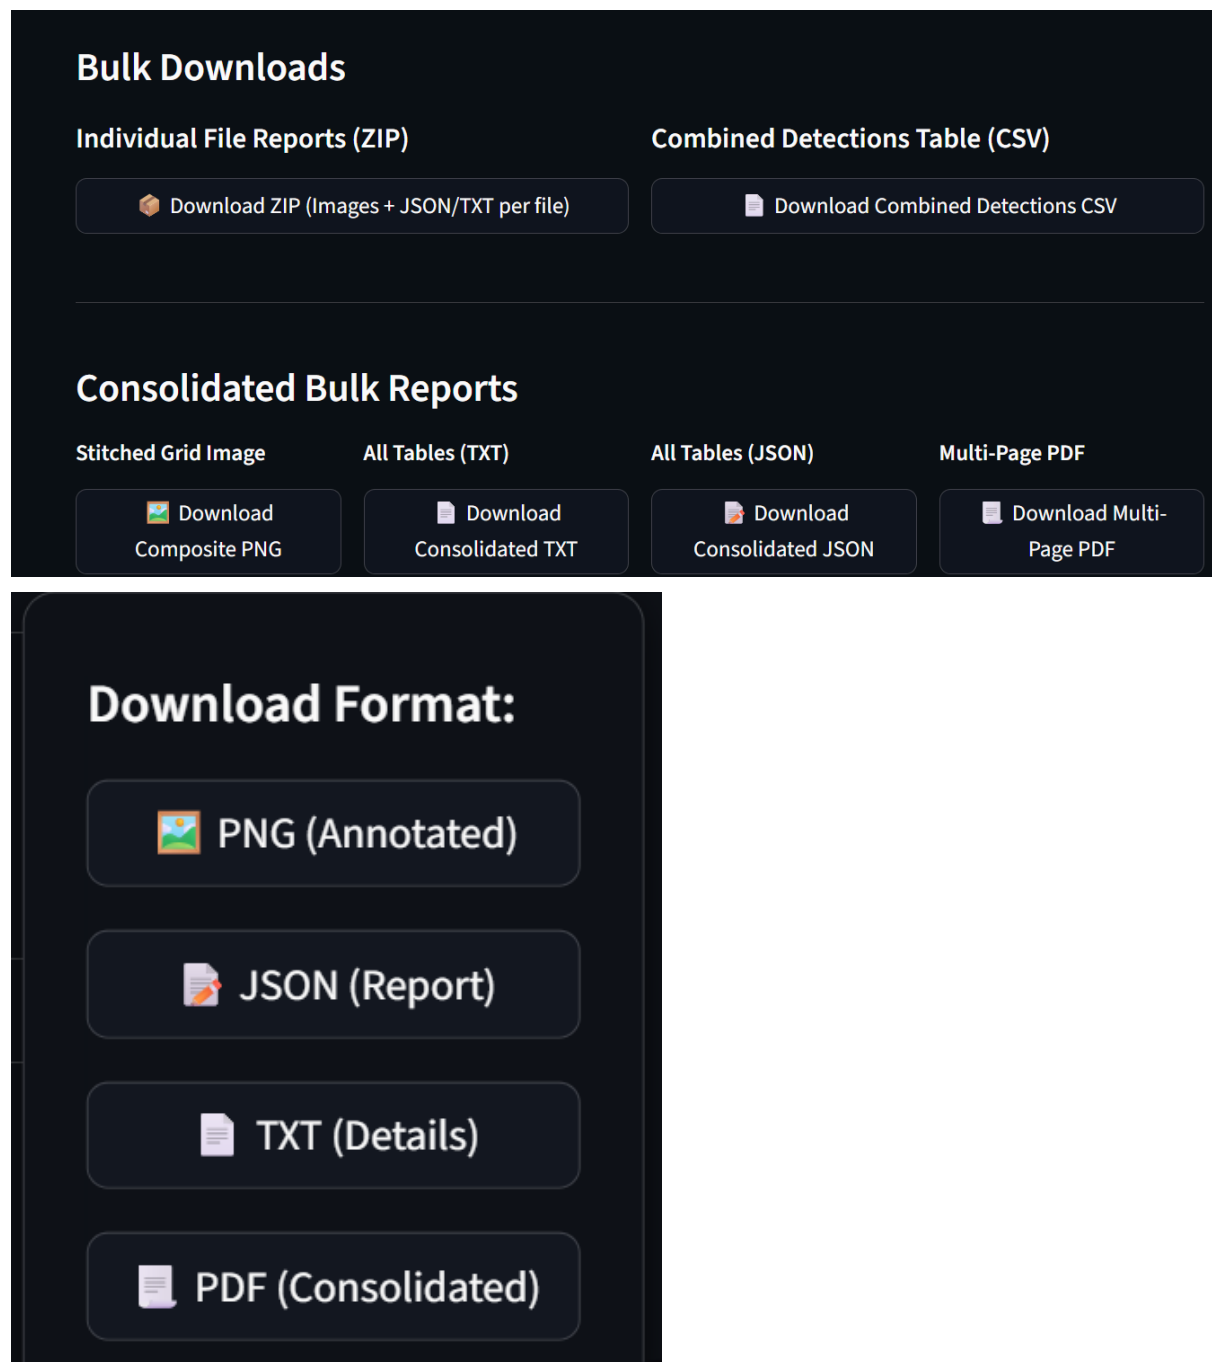 Bulk Downloads
Individual File Reports (ZIP)
Combined Detections Table (CSV)
Download ZIP (Images + JSON/TXT per file)
Download Combined Detections CSV
Consolidated Bulk Reports
Stitched Grid Image
All Tables (TXT)
All Tables (JSON)
Multi-Page PDF
Download
Composite PNG
Download
Consolidated TXT
Download
Consolidated JSON
Download Multi-
Page PDF
Download Format:
PNG (Annotated)
JSON (Report)
TXT (Details)
PDF (Consolidated)